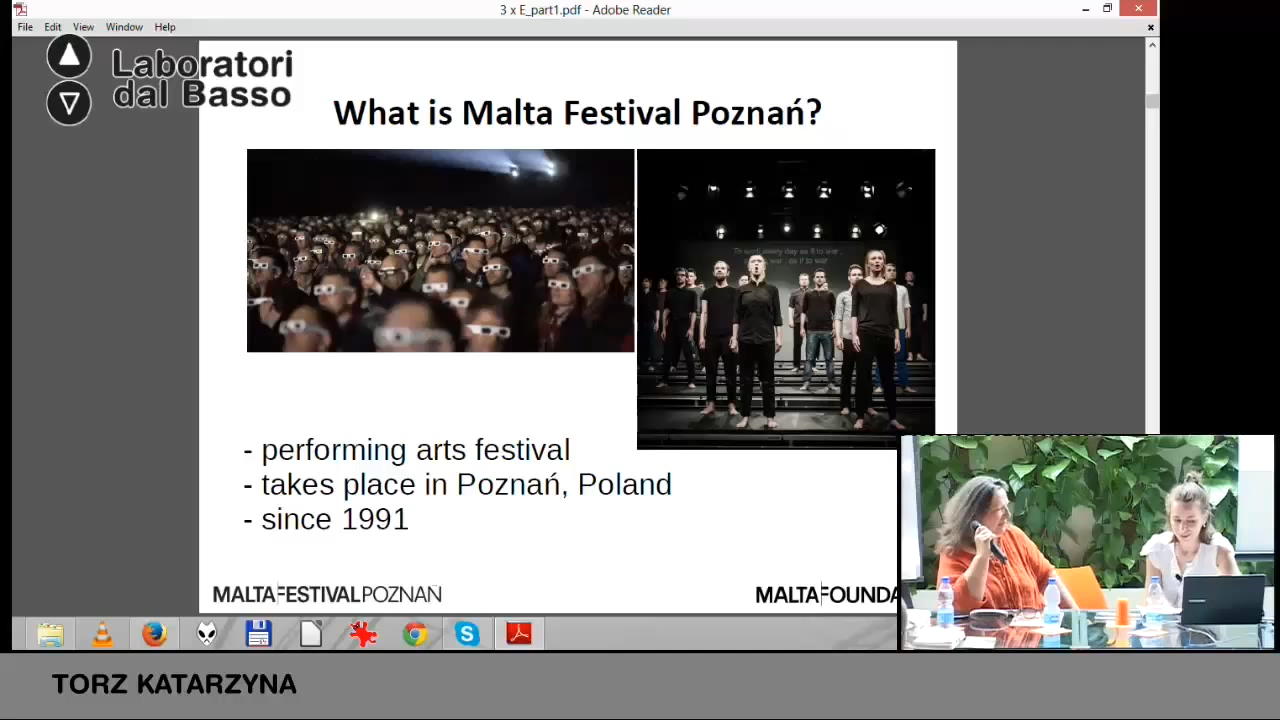 3 x E_part1.pdf - Adobe Reader
File Edit View Window Help
Laboratori
dal Basso
What is Malta Festival Poznań?
- performing arts festival
- takes place in Poznań, Poland
- since 1991
MALTAFESTIVALPOZNAŃ
MALTAFOUNDA
TORZ KATARZYNA